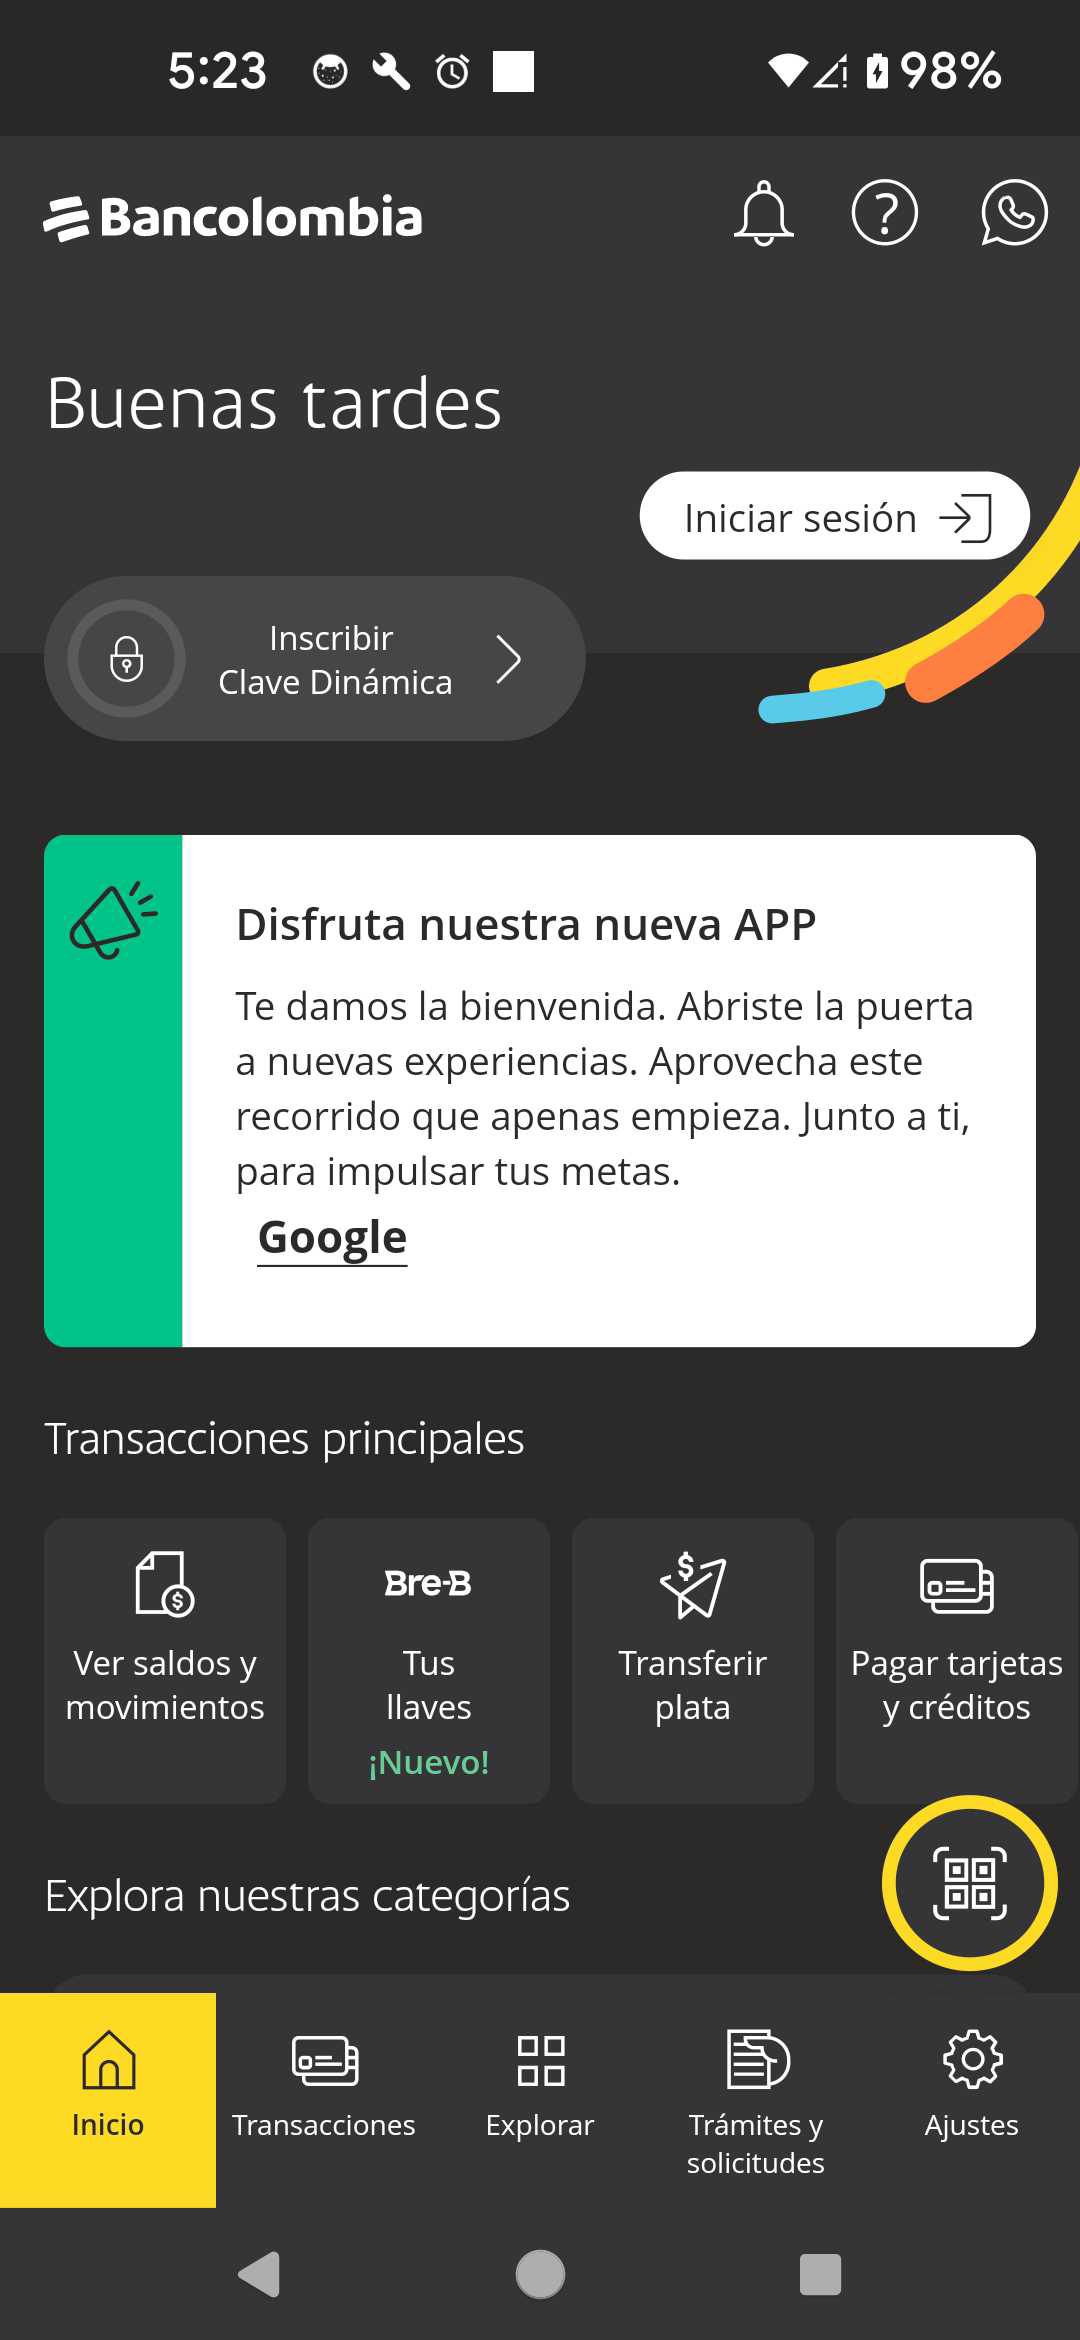 5:23
98%
Bancolombia
Buenas tardes
Iniciar sesión
Inscribir
Clave Dinámica
Disfruta nuestra nueva APP
Te damos la bienvenida. Abriste la puerta
a nuevas experiencias. Aprovecha este
recorrido que apenas empieza. Junto a ti,
para impulsar tus metas.
Google
Transacciones principales
Ver saldos y
movimientos
Bre-B
Tus
llaves
¡Nuevo!
Transferir
plata
Pagar tarjetas
y créditos
Explora nuestras categorías
Inicio
Transacciones
Explorar
Trámites y
solicitudes
Ajustes